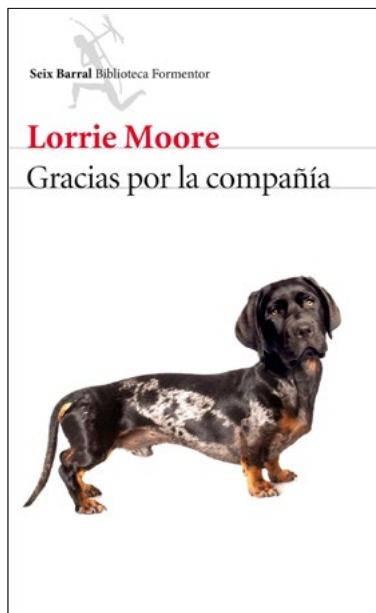 Seix Barral Biblioteca Formentor
Lorrie Moore
Gracias por la compañía